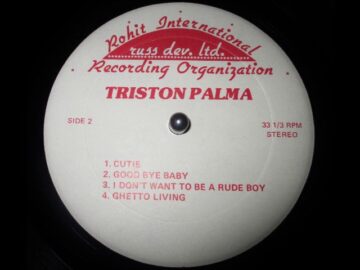 Rohit International
russ dev. ltd.
Recording Organization
TRISTON PALMA
SIDE 2
33 1/3 RPM
STEREO
1. CUTIE
2. GOOD BYE BABY
3. I DON'T WANT TO BE A RUDE BOY
4. GHETTO LIVING